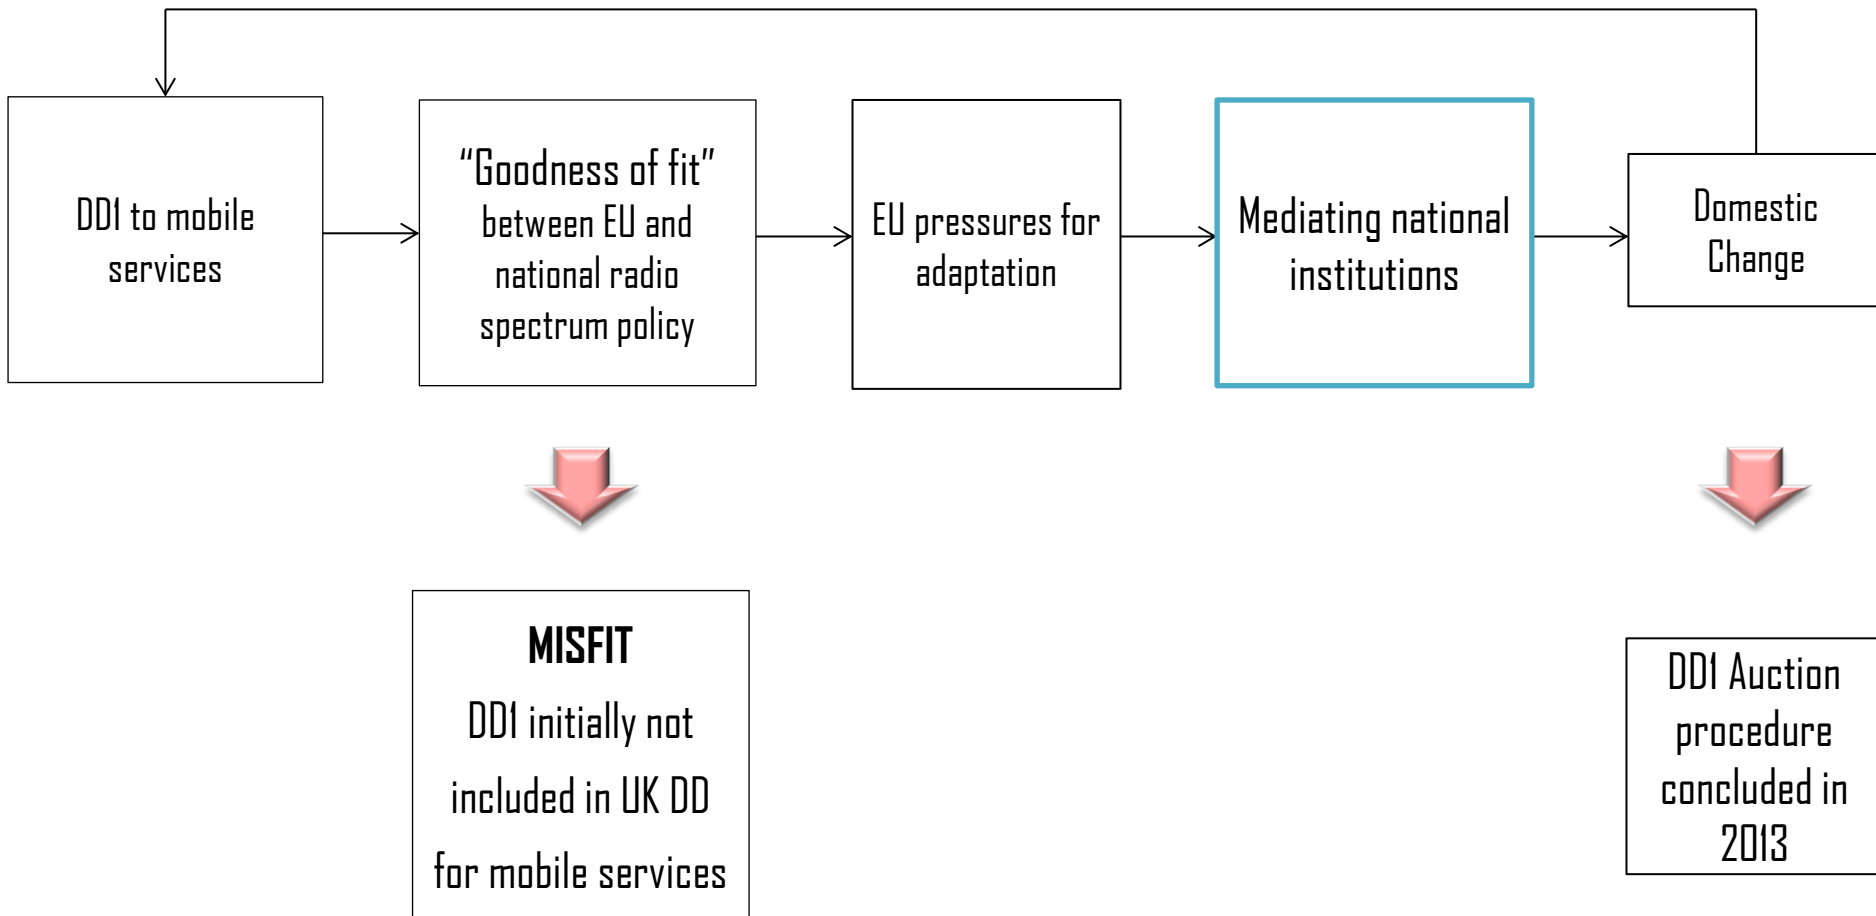 DD1 to mobile
services
“Goodness of fit”
between EU and
national radio
spectrum policy
EU pressures for
adaptation
Mediating national
institutions
Domestic
Change
MISFIT
DD1 initially not
included in UK DD
for mobile services
DD1 Auction
procedure
concluded in
2013